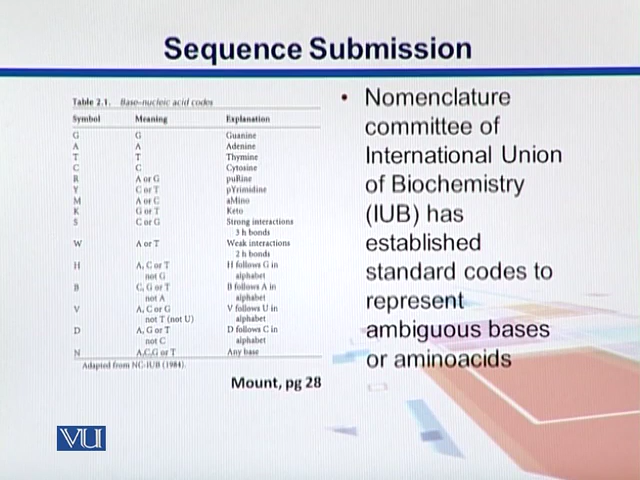 Sequence Submission
Table 2.1. Base–nucleic acid codes
Symbol Meaning Explanation
G G Guanine
A A Adenine
T T Thymine
C C Cytosine
R A or G puRine
Y C or T pYrimidine
M A or C aMino
K G or T Keto
S C or G Strong interactions
3 h bonds
W A or T Weak interactions
2 h bonds
H A, C or T H follows G in
not G alphabet
B C, G or T B follows A in
not A alphabet
V A, C or G V follows U in
not T (not U) alphabet
D A, G or T D follows C in
not C alphabet
N A,C,G or T Any base
Adapted from NC-IUB (1984).
Mount, pg 28
• Nomenclature
committee of
International Union
of Biochemistry
(IUB) has
established
standard codes to
represent
ambiguous bases
or aminoacids
VU